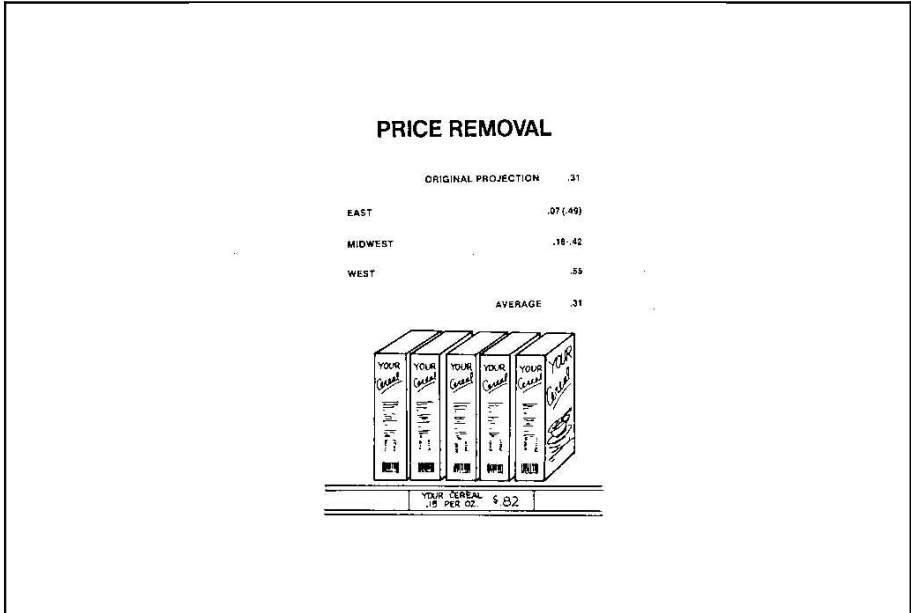 PRICE REMOVAL
ORIGINAL PROJECTION .31
EAST .07 (.49)
MIDWEST .18-.42
WEST .55
AVERAGE .31
YOUR Cereal
YOUR Cereal
YOUR Cereal
YOUR Cereal
YOUR Cereal
YOUR Cereal
YOUR CEREAL $.82
.15 PER OZ.